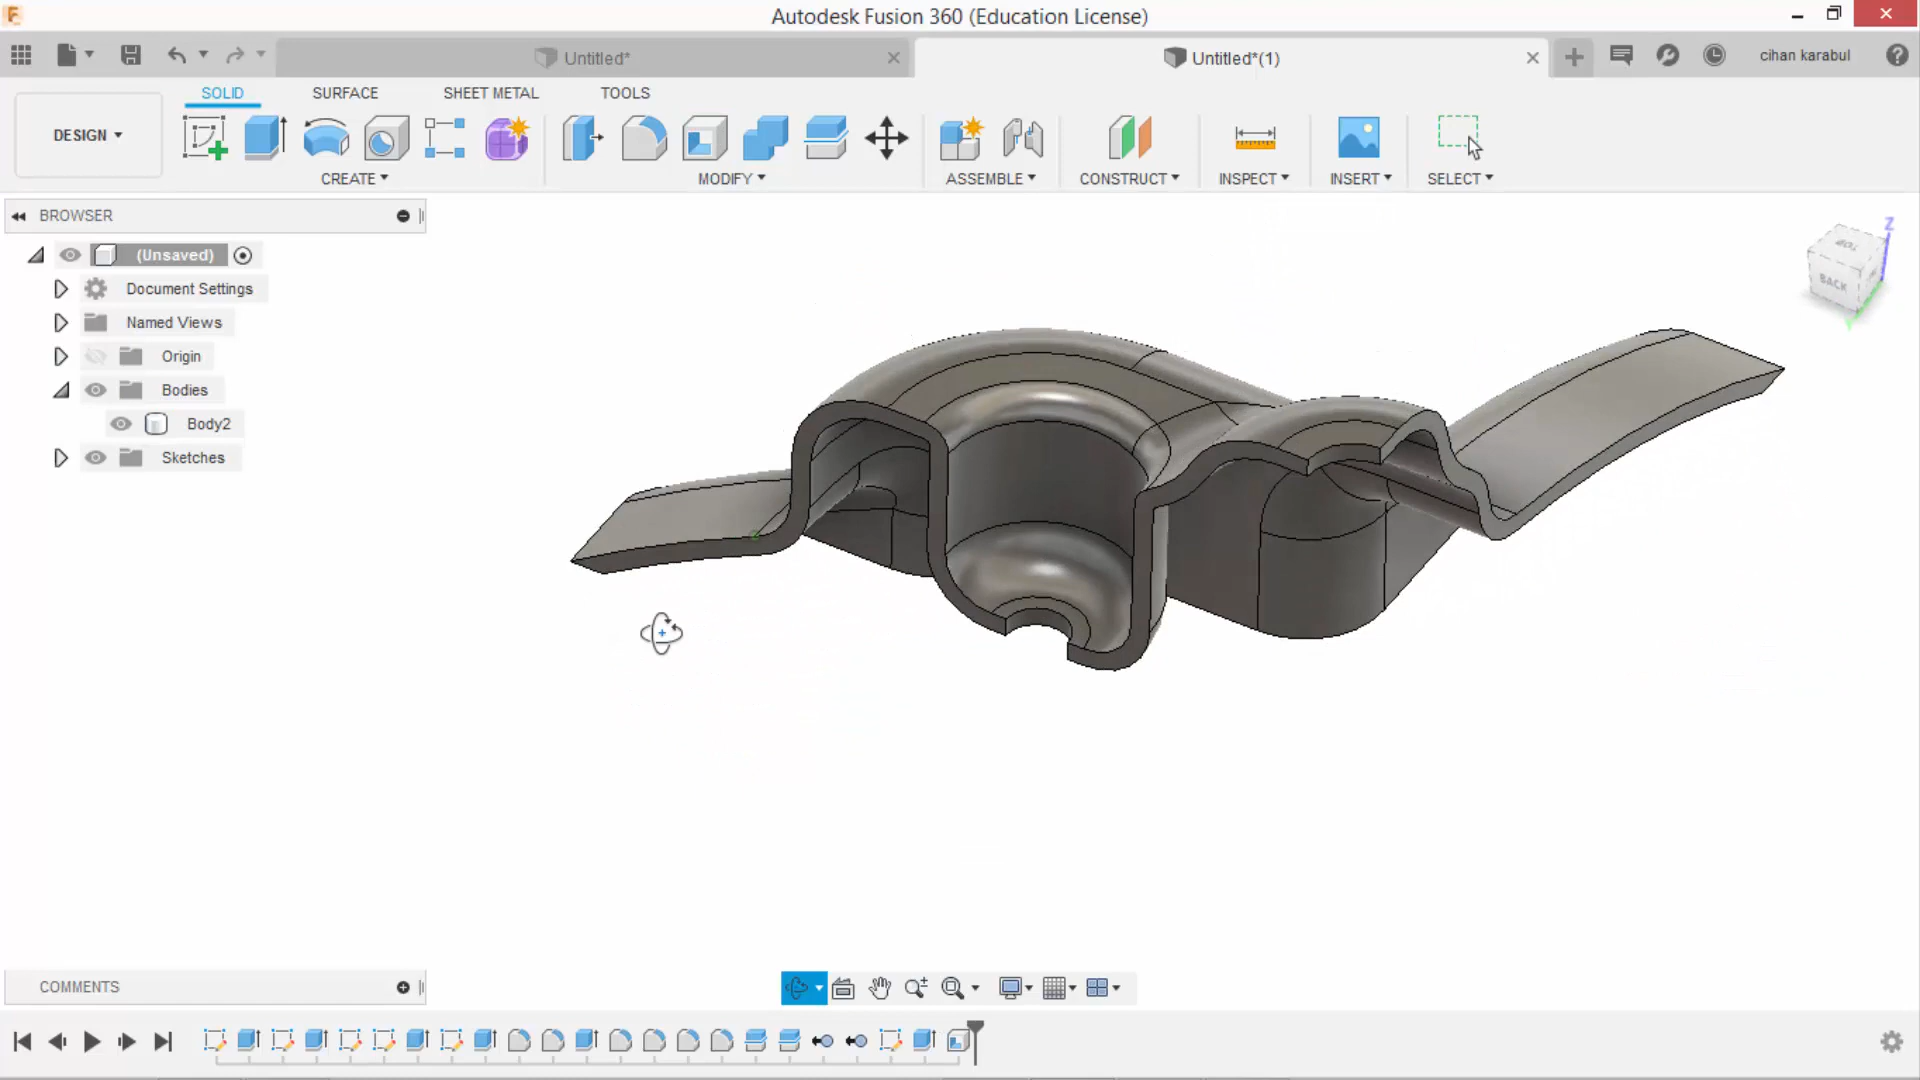 Autodesk Fusion 360 (Education License)
Untitled*
Untitled*(1)
cihan karabul
SOLID
SURFACE
SHEET METAL
TOOLS
DESIGN
CREATE
MODIFY
ASSEMBLE
CONSTRUCT
INSPECT
INSERT
SELECT
BROWSER
(Unsaved)
Document Settings
Named Views
Origin
Bodies
Body2
Sketches
Z
TOP
BACK
COMMENTS